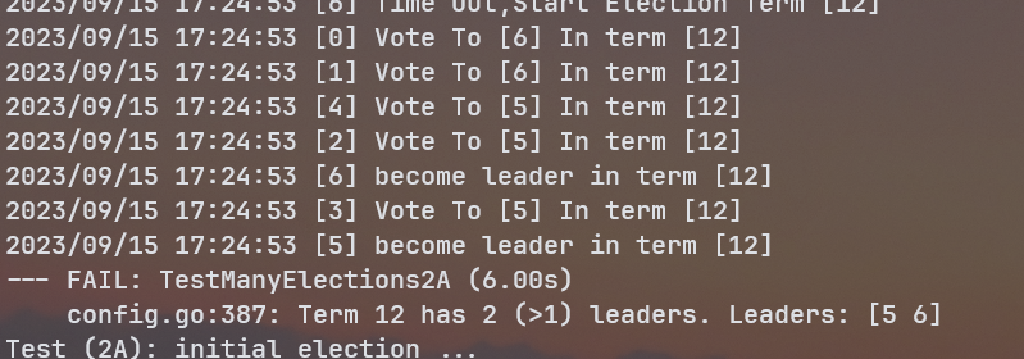 2023/09/15 17:24:53 [6] Time Out,Start Election Term [12]
2023/09/15 17:24:53 [0] Vote To [6] In term [12]
2023/09/15 17:24:53 [1] Vote To [6] In term [12]
2023/09/15 17:24:53 [4] Vote To [5] In term [12]
2023/09/15 17:24:53 [2] Vote To [5] In term [12]
2023/09/15 17:24:53 [6] become leader in term [12]
2023/09/15 17:24:53 [3] Vote To [5] In term [12]
2023/09/15 17:24:53 [5] become leader in term [12]
--- FAIL: TestManyElections2A (6.00s)
config.go:387: Term 12 has 2 (>1) leaders. Leaders: [5 6]
Test (2A): initial election ...